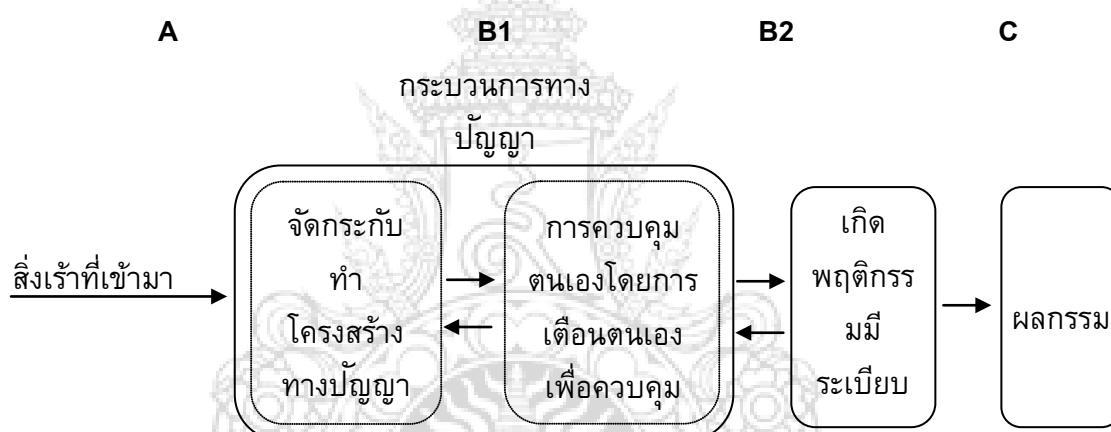 A B1 B2 C
กระบวนการทาง
ปัญญา
สิ่งเร้าที่เข้ามา
จัดกระกับ
ทำ
โครงสร้าง
ทางปัญญา
การควบคุม
ตนเองโดยการ
เตือนตนเอง
เพื่อควบคุม
เกิด
พฤติกรร
มมี
ระเบียบ
ผลกรรม